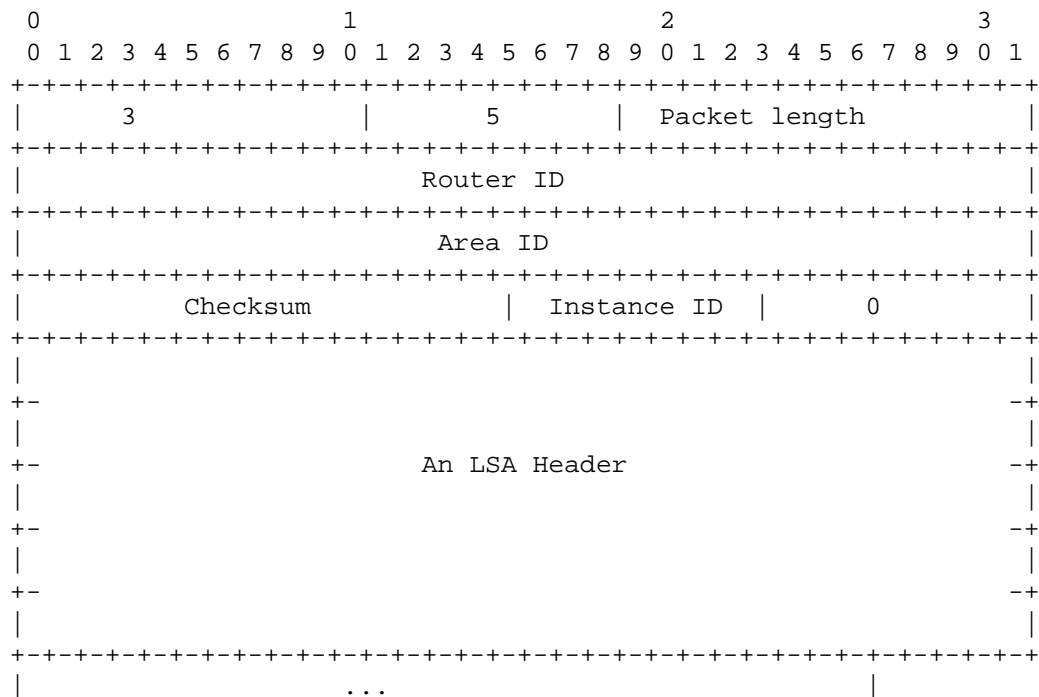 0                   1                   2                   3
 0 1 2 3 4 5 6 7 8 9 0 1 2 3 4 5 6 7 8 9 0 1 2 3 4 5 6 7 8 9 0 1
+-+-+-+-+-+-+-+-+-+-+-+-+-+-+-+-+-+-+-+-+-+-+-+-+-+-+-+-+-+-+-+-+
|      3              |       5       |  Packet length          |
+-+-+-+-+-+-+-+-+-+-+-+-+-+-+-+-+-+-+-+-+-+-+-+-+-+-+-+-+-+-+-+-+
|                         Router ID                             |
+-+-+-+-+-+-+-+-+-+-+-+-+-+-+-+-+-+-+-+-+-+-+-+-+-+-+-+-+-+-+-+-+
|                          Area ID                              |
+-+-+-+-+-+-+-+-+-+-+-+-+-+-+-+-+-+-+-+-+-+-+-+-+-+-+-+-+-+-+-+-+
|          Checksum            |  Instance ID  |      0         |
+-+-+-+-+-+-+-+-+-+-+-+-+-+-+-+-+-+-+-+-+-+-+-+-+-+-+-+-+-+-+-+-+
|                                                               |
+-                                                             -+
|                                                               |
+-                        An LSA Header                        -+
|                                                               |
+-                                                             -+
|                                                               |
+-                                                             -+
|                                                               |
+-+-+-+-+-+-+-+-+-+-+-+-+-+-+-+-+-+-+-+-+-+-+-+-+-+-+-+-+-+-+-+-+
|                    ...                              |